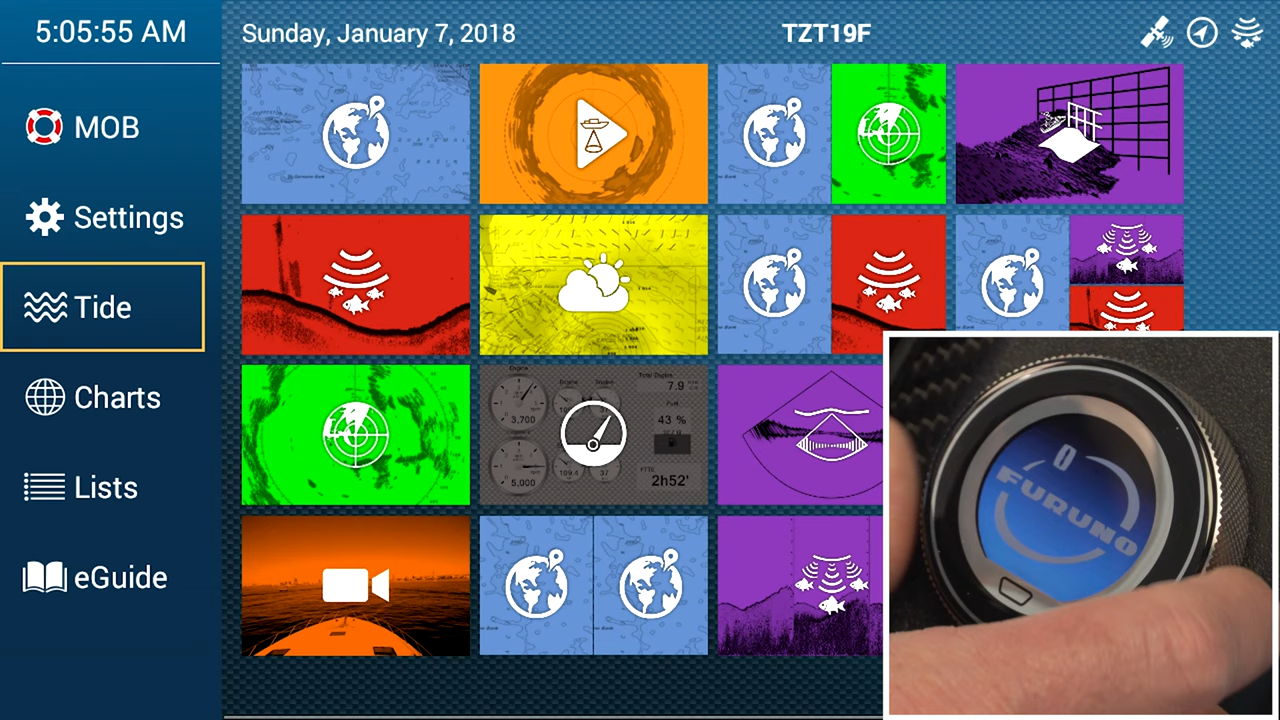 5:05:55 AM
Sunday, January 7, 2018
TZT19F
MOB
Settings
Tide
Charts
Lists
eGuide
Engine
3,700
5,000
7.9
43 %
2h52'
FURUNO